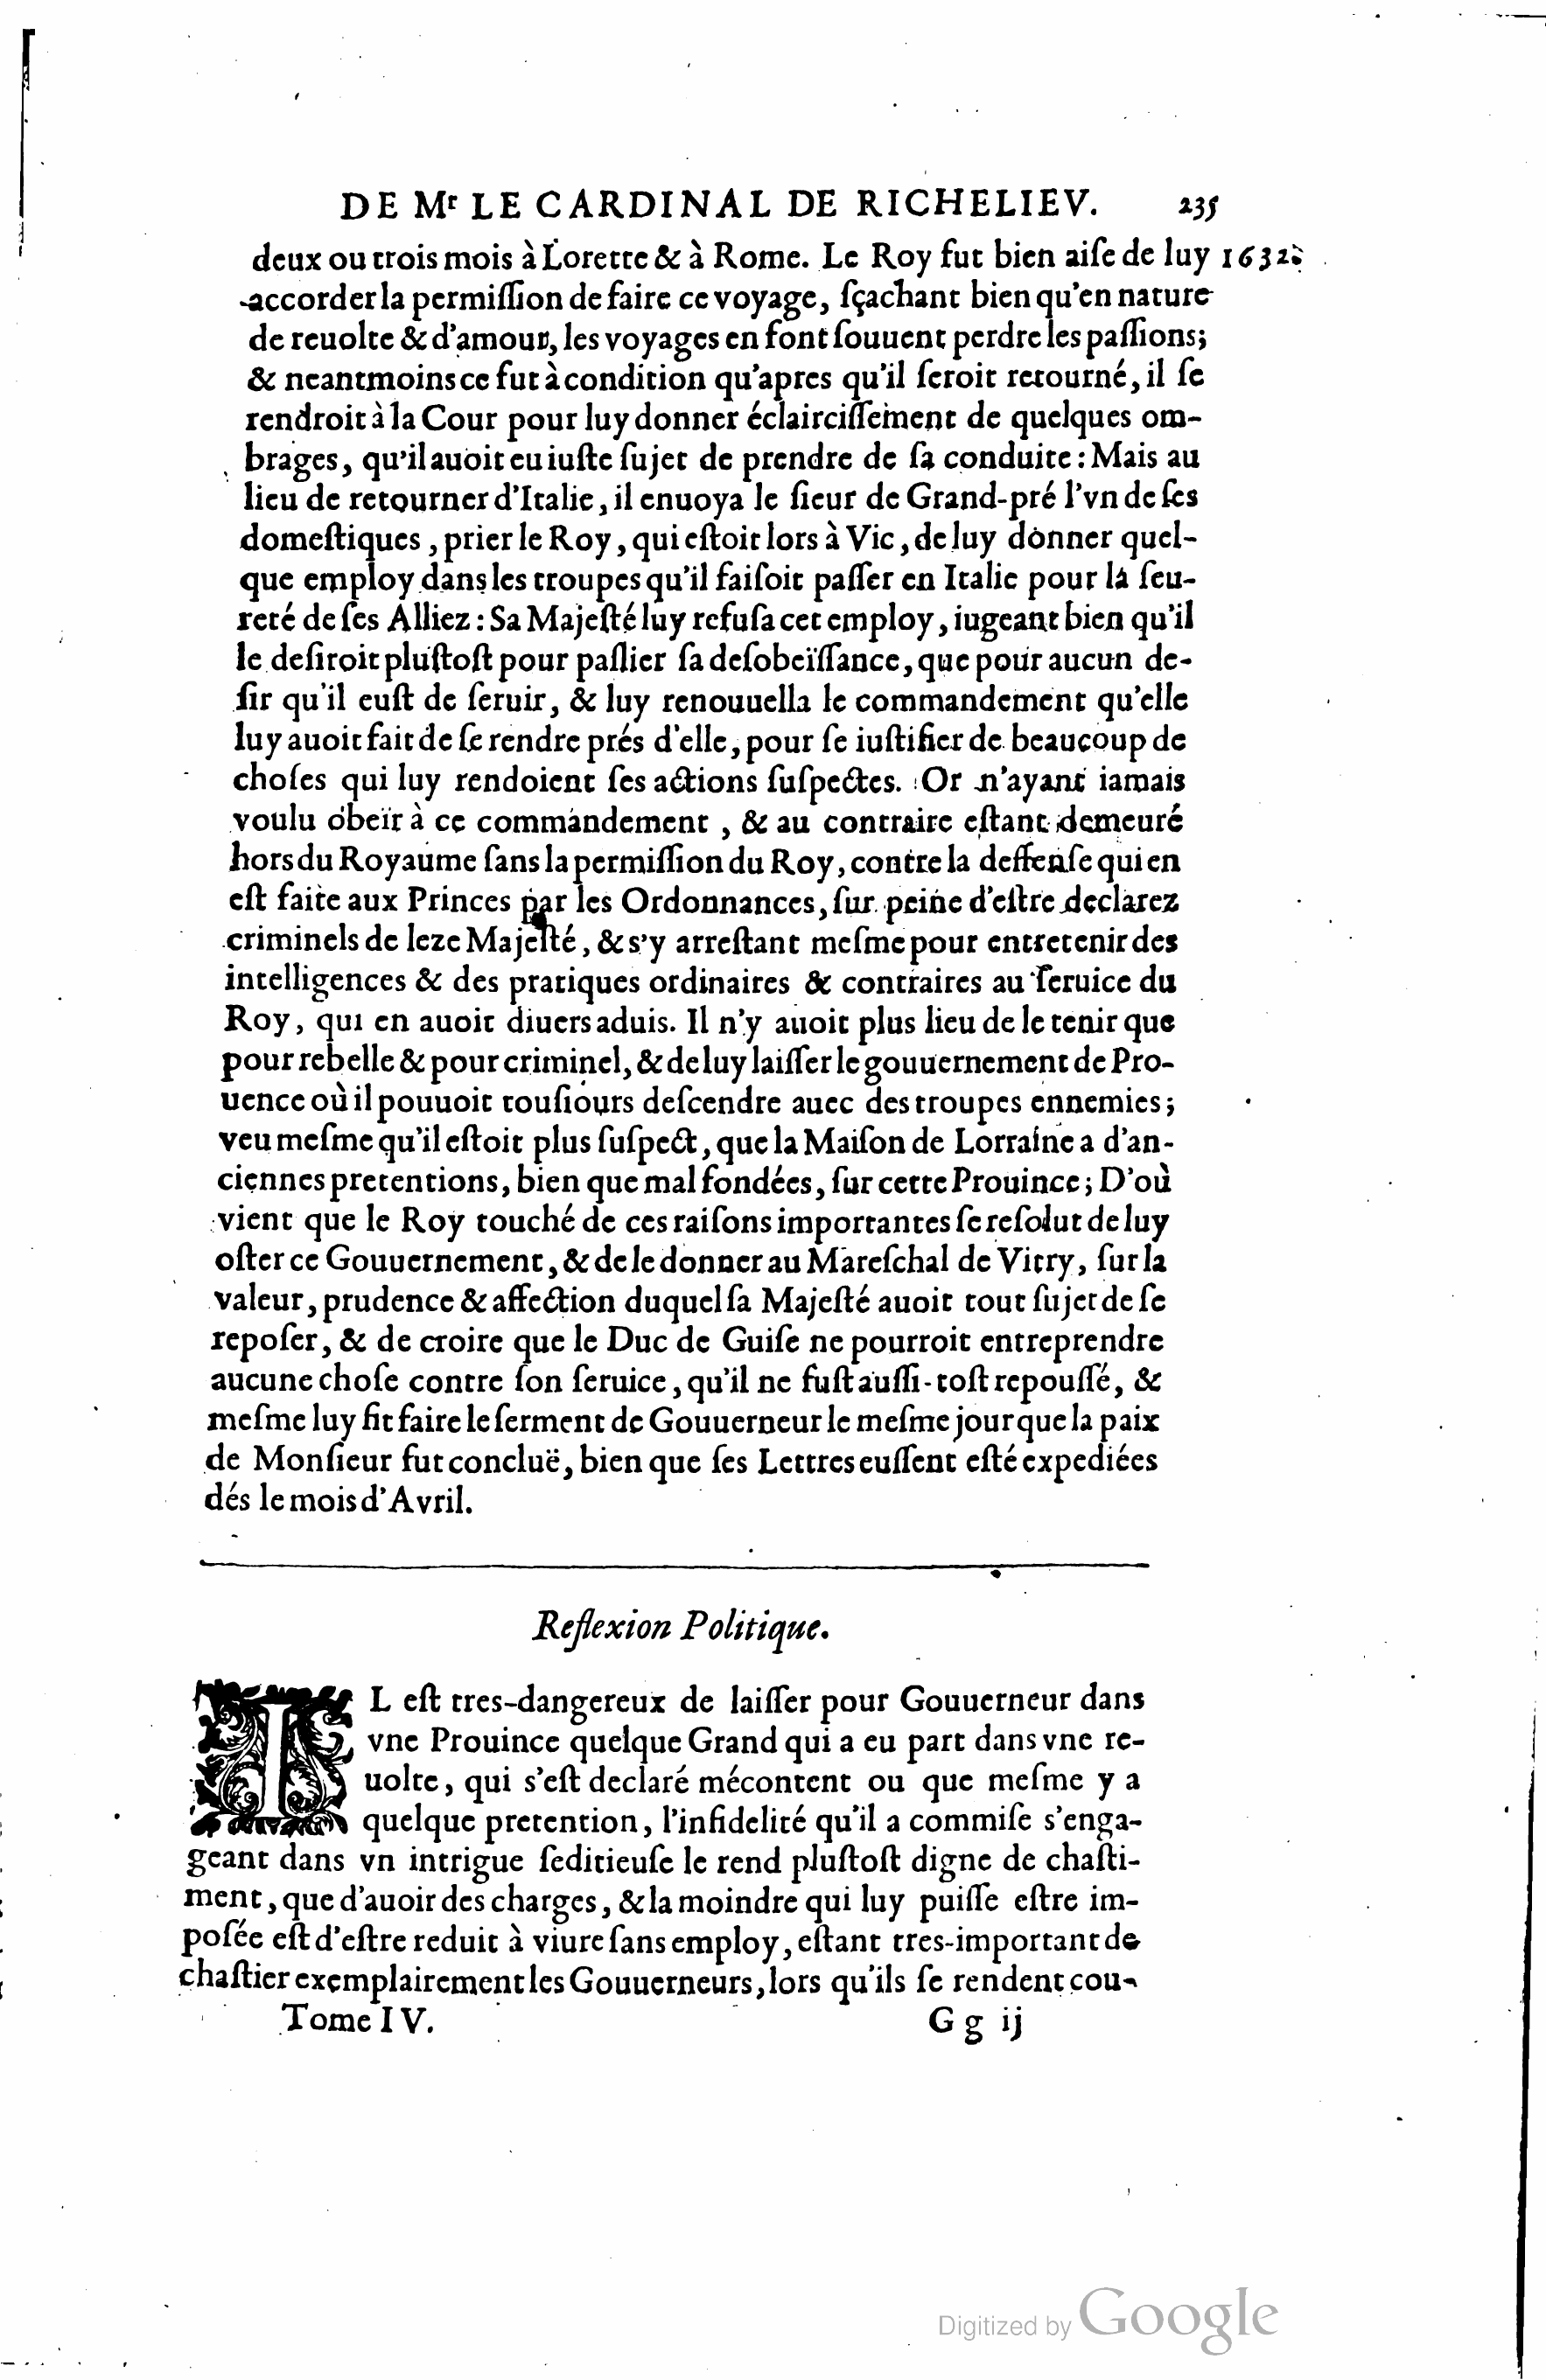 DE Mr LE CARDINAL DE RICHELIEV. 235
deux ou trois mois à Lorette & à Rome. Le Roy fut bien aiſe de luy 1632.
accorder la permiſſion de faire ce voyage, ſçachant bien qu'en nature
de reuolte & d'amour, les voyages en font ſouuent perdre les paſſions;
& neantmoins ce fut à condition qu'apres qu'il ſeroit retourné, il ſe
rendroit à la Cour pour luy donner éclairciſſement de quelques om-
brages, qu'il auoit eu iuſte ſujet de prendre de ſa conduite : Mais au
lieu de retourner d'Italie, il enuoya le ſieur de Grand-pré l'vn de ſes
domeſtiques, prier le Roy, qui eſtoit lors à Vic, de luy donner quel-
que employ dans les troupes qu'il faiſoit paſſer en Italie pour la ſeu-
reté de ſes Alliez : Sa Majeſté luy refuſa cet employ, iugeant bien qu'il
le deſiroit pluſtoſt pour pallier ſa deſobeïſſance, que pour aucun de-
ſir qu'il euſt de ſeruir, & luy renouuella le commandement qu'elle
luy auoit fait de ſe rendre prés d'elle, pour ſe iuſtifier de beaucoup de
choſes qui luy rendoient ſes actions ſuſpectes. Or n'ayant iamais
voulu obeïr à ce commandement, & au contraire eſtant demeuré
hors du Royaume ſans la permiſſion du Roy, contre la deffenſe qui en
eſt faite aux Princes par les Ordonnances, ſur peine d'eſtre declarez
criminels de leze Majeſté, & s'y arreſtant meſme pour entretenir des
intelligences & des pratiques ordinaires & contraires au ſeruice du
Roy, qui en auoit diuers aduis. Il n'y auoit plus lieu de le tenir que
pour rebelle & pour criminel, & de luy laiſſer le gouuernement de Pro-
uence où il pouuoit touſiours deſcendre auec des troupes ennemies;
veu meſme qu'il eſtoit plus ſuſpect, que la Maiſon de Lorraine a d'an-
ciennes pretentions, bien que mal fondées, ſur cette Prouince; D'où
vient que le Roy touché de ces raiſons importantes ſe reſolut de luy
oſter ce Gouuernement, & de le donner au Mareſchal de Vitry, ſur la
valeur, prudence & affection duquel ſa Majeſté auoit tout ſujet de ſe
repoſer, & de croire que le Duc de Guiſe ne pourroit entreprendre
aucune choſe contre ſon ſeruice, qu'il ne fuſt auſſi-toſt repouſſé, &
meſme luy fit faire le ſerment de Gouuerneur le meſme jour que la paix
de Monſieur fut concluë, bien que ſes Lettres euſſent eſté expediées
dés le mois d'Avril.
Reflexion Politique.
IL eſt tres-dangereux de laiſſer pour Gouuerneur dans
vne Prouince quelque Grand qui a eu part dans vne re-
uolte, qui s'eſt declaré mécontent ou que meſme y a
quelque pretention, l'infidelité qu'il a commiſe s'enga-
geant dans vn intrigue ſeditieuſe le rend pluſtoſt digne de chaſti-
ment, que d'auoir des charges, & la moindre qui luy puiſſe eſtre im-
poſée eſt d'eſtre reduit à viure ſans employ, eſtant tres-important de
chaſtier exemplairement les Gouuerneurs, lors qu'ils ſe rendent cou-
Tome IV. Gg ij
Digitized by Google